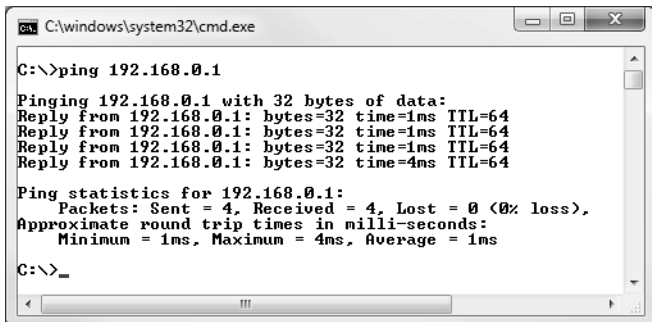 C:\windows\system32\cmd.exe
C:\>ping 192.168.0.1
Pinging 192.168.0.1 with 32 bytes of data:
Reply from 192.168.0.1: bytes=32 time=1ms TTL=64
Reply from 192.168.0.1: bytes=32 time=1ms TTL=64
Reply from 192.168.0.1: bytes=32 time=1ms TTL=64
Reply from 192.168.0.1: bytes=32 time=4ms TTL=64
Ping statistics for 192.168.0.1:
Packets: Sent = 4, Received = 4, Lost = 0 (0% loss),
Approximate round trip times in milli-seconds:
Minimum = 1ms, Maximum = 4ms, Average = 1ms
C:\>_